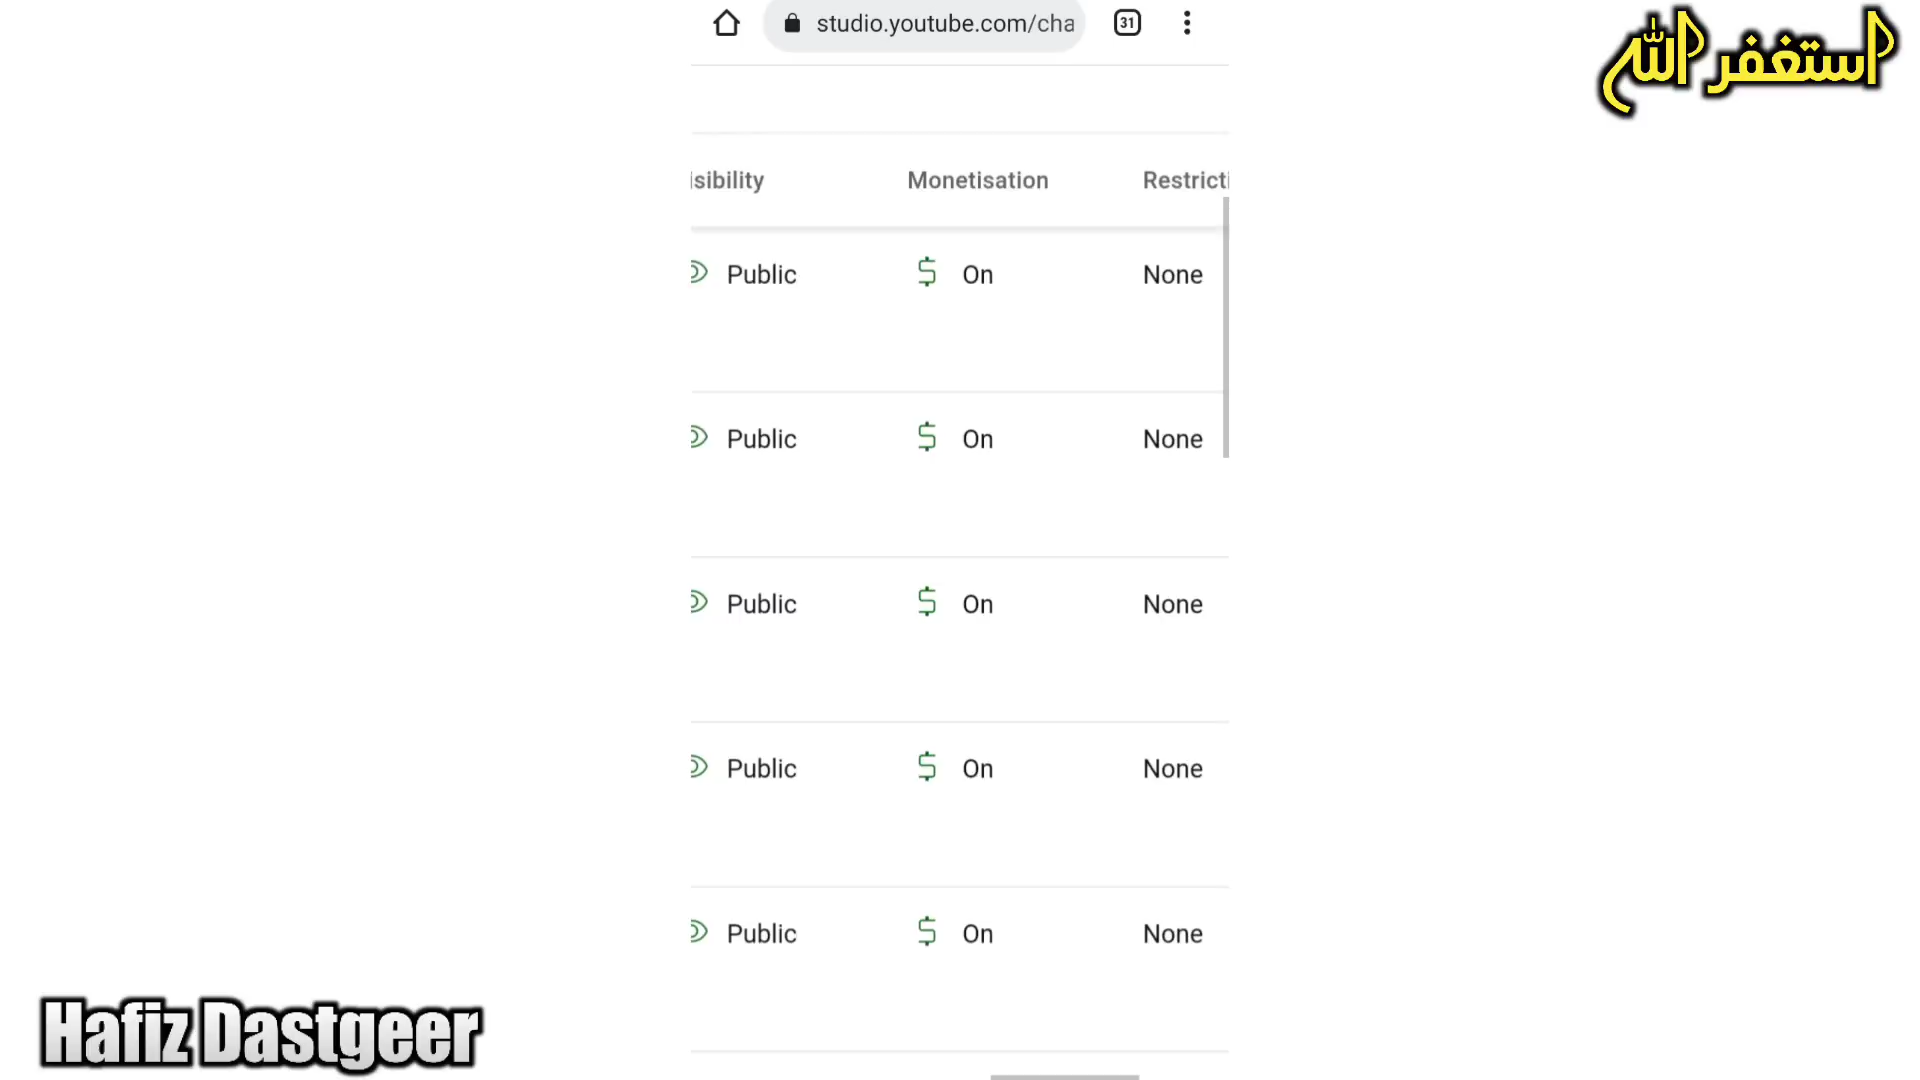 studio.youtube.com/cha
31
استغفر الله
isibility Monetisation Restricti
Public $ On None
Public $ On None
Public $ On None
Public $ On None
Public $ On None
Hafiz Dastgeer